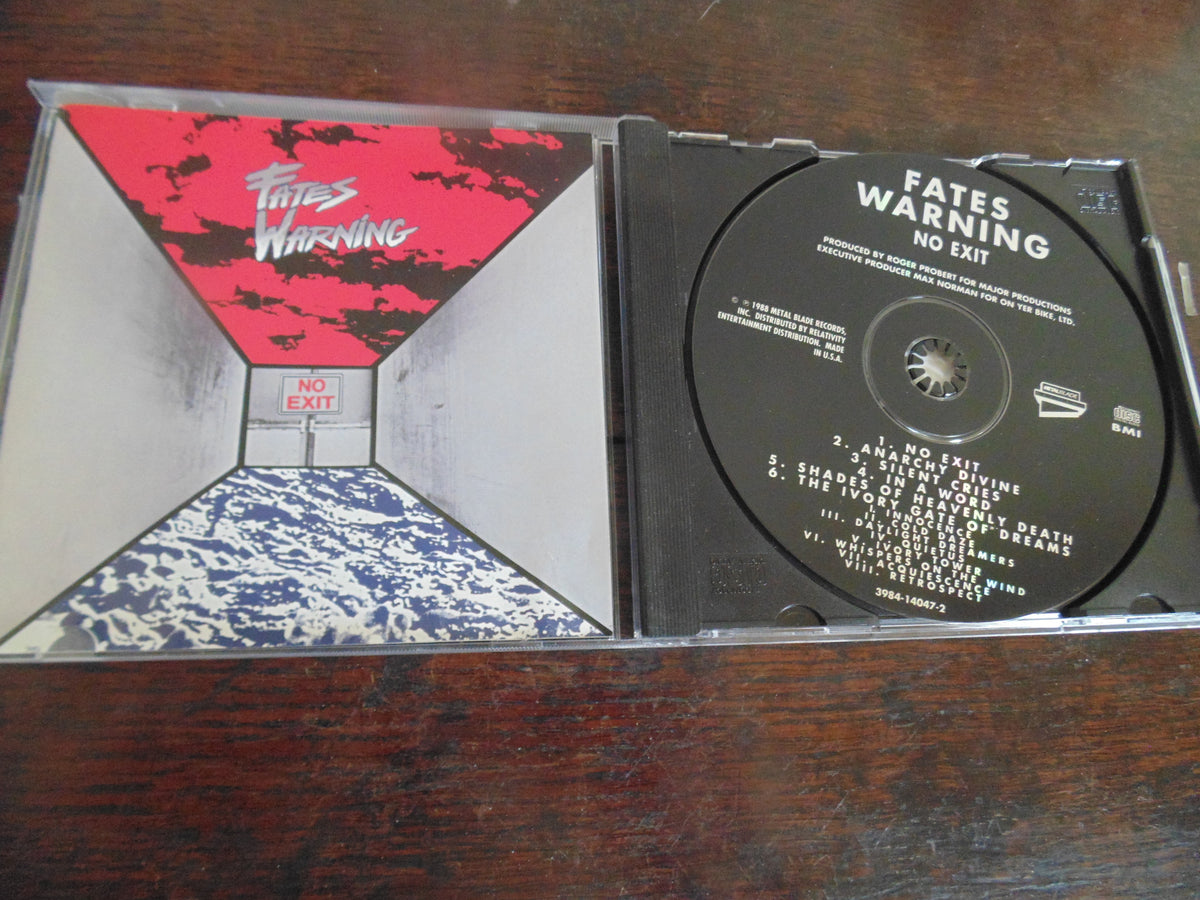 FATES
WARNING
NO
EXIT
FATES
WARNING
NO EXIT
PRODUCED BY ROGER PROBERT FOR MAJOR PRODUCTIONS
EXECUTIVE PRODUCER MAX NORMAN FOR ON YER BIKE, LTD.
© ℗ 1988 METAL BLADE RECORDS,
INC. DISTRIBUTED BY RELATIVITY
ENTERTAINMENT DISTRIBUTION. MADE
IN U.S.A.
METAL BLADE
disc
BMI
1. NO EXIT
2. ANARCHY DIVINE
3. SILENT CRIES
4. IN A WORD
5. SHADES OF HEAVENLY DEATH
6. THE IVORY GATE OF DREAMS
I. INNOCENCE
II. COLD DAZE
III. DAYLIGHT DREAMERS
IV. QUIETUS
V. IVORY TOWER
VI. WHISPERS ON THE WIND
VII. ACQUIESCENCE
VIII. RETROSPECT
3984-14047-2